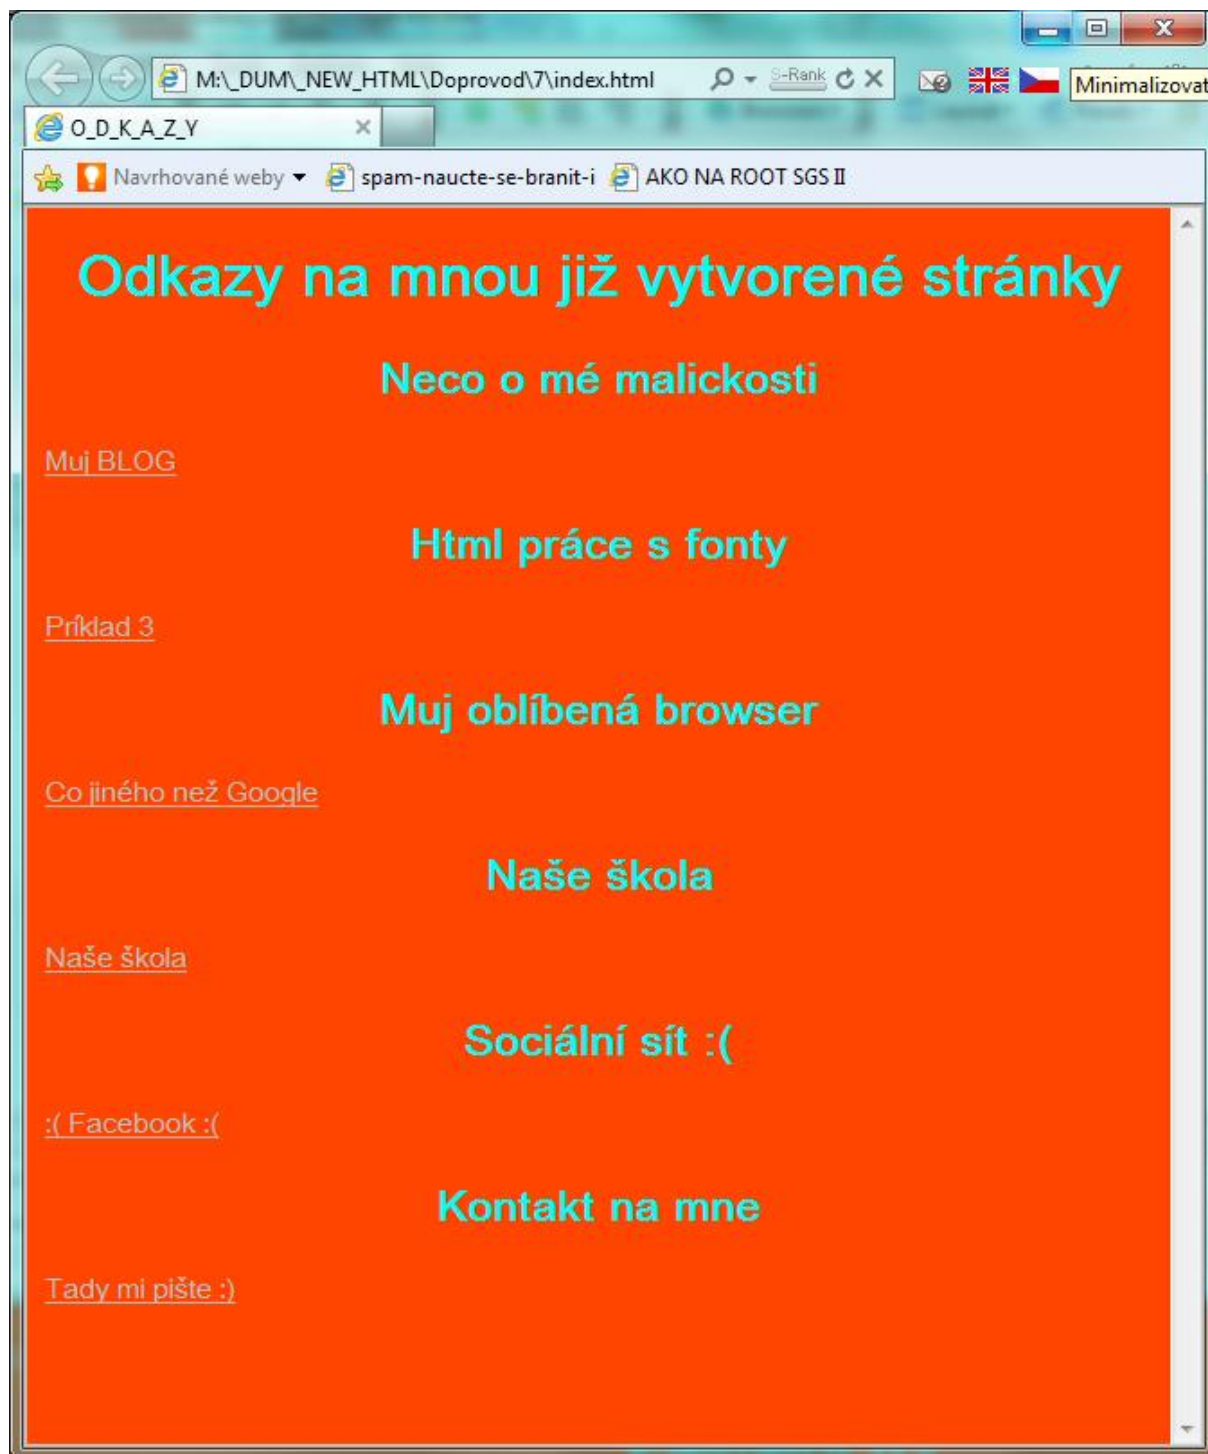 M:\_DUM\_NEW_HTML\Doprovod\7\index.html
S-Rank
Minimalizovat
O_D_K_A_Z_Y
Navrhované weby
spam-naucte-se-branit-i
AKO NA ROOT SGS II
Odkazy na mnou již vytvorené stránky
Neco o mé malickosti
Muj BLOG
Html práce s fonty
Príklad 3
Muj oblíbená browser
Co jiného než Google
Naše škola
Naše škola
Sociální sít :(
:( Facebook :(
Kontakt na mne
Tady mi pište :)